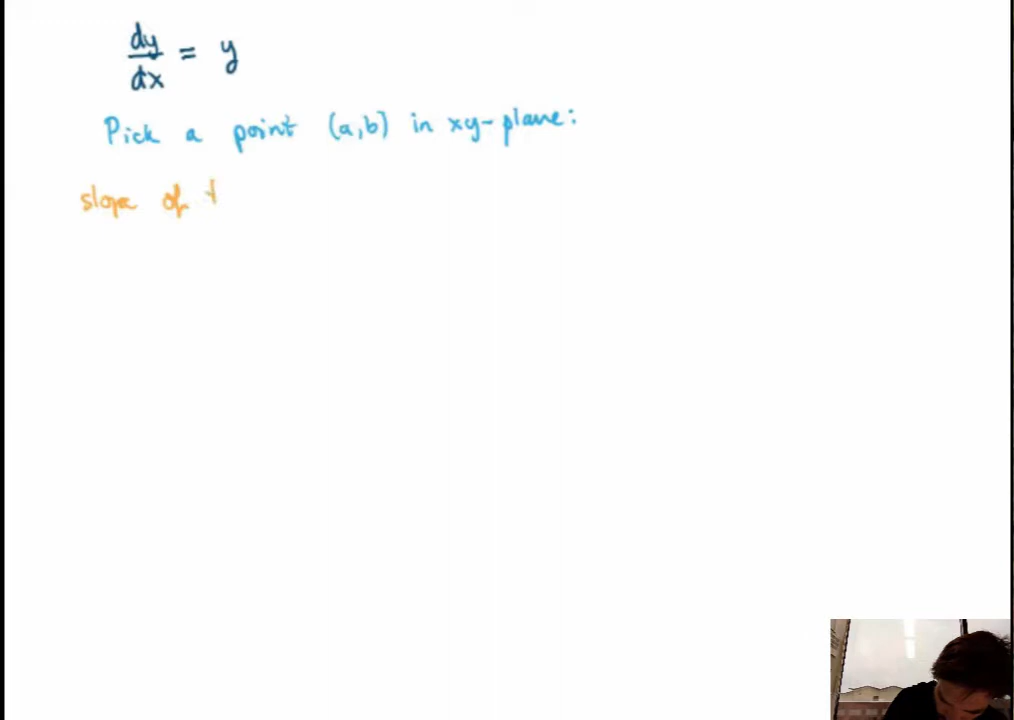 dy/dx = y
Pick a point (a,b) in xy-plane:
slope of t